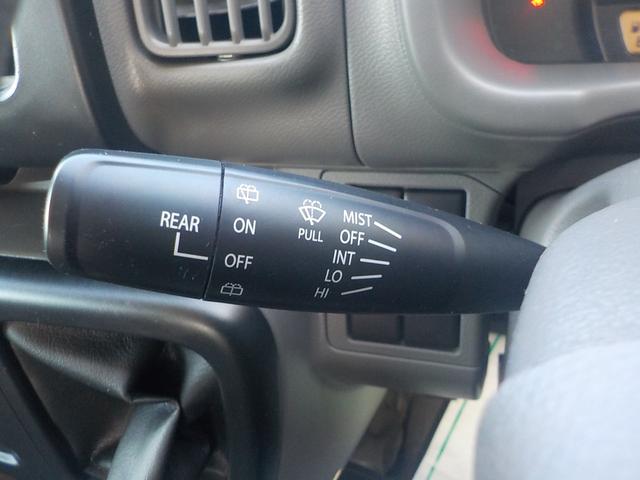 REAR
ON
OFF
PULL
MIST
OFF
INT
LO
HI